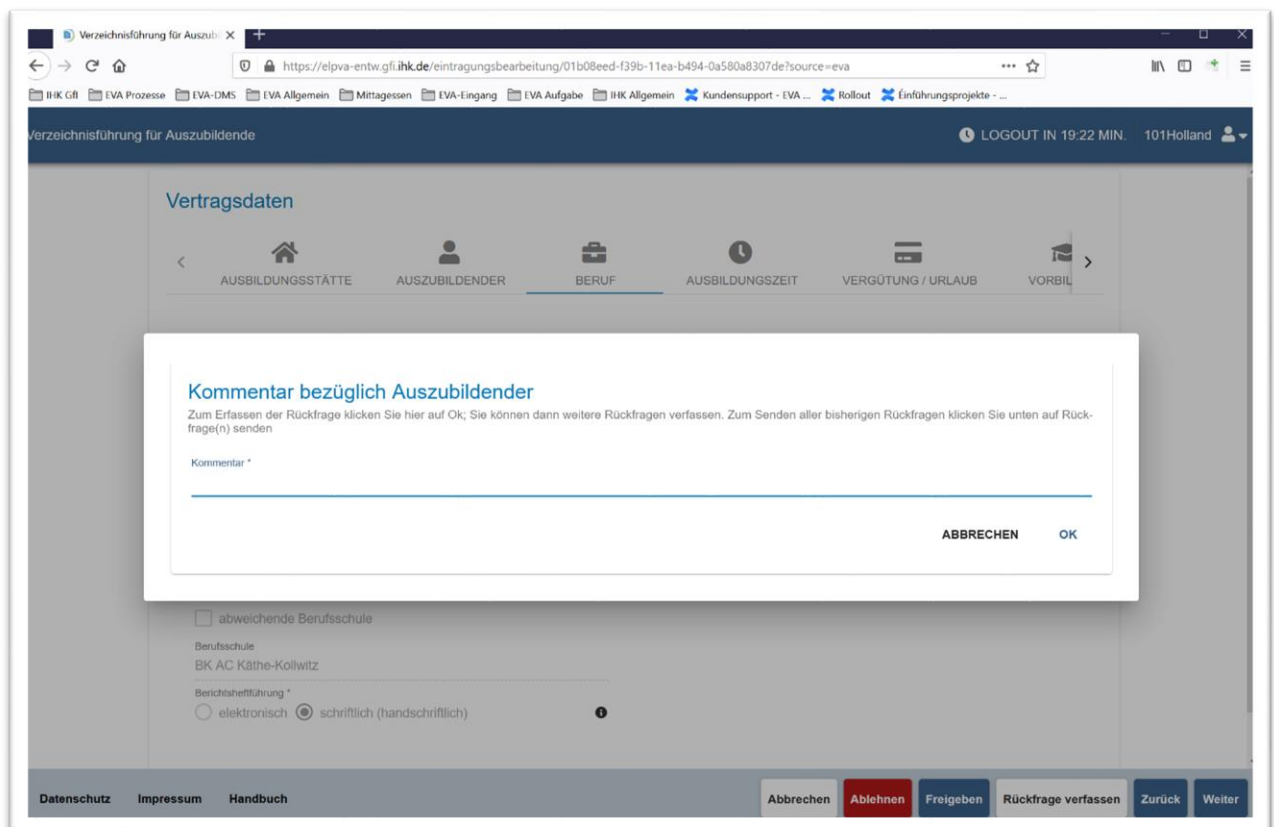 Verzeichnisführung für Auszubi
https://elpva-entw.gfi.ihk.de/eintragungsbearbeitung/01b08eed-f39b-11ea-b494-0a580a8307de?source=eva
IHK GfI EVA Prozesse EVA-DMS EVA Allgemein Mittagessen EVA-Eingang EVA Aufgabe IHK Allgemein Kundensupport - EVA ... Rollout Einführungsprojekte - ...
Verzeichnisführung für Auszubildende LOGOUT IN 19:22 MIN. 101Holland
Vertragsdaten
AUSBILDUNGSSTÄTTE AUSZUBILDENDER BERUF AUSBILDUNGSZEIT VERGÜTUNG / URLAUB VORBIL
Kommentar bezüglich Auszubildender
Zum Erfassen der Rückfrage klicken Sie hier auf Ok; Sie können dann weitere Rückfragen verfassen. Zum Senden aller bisherigen Rückfragen klicken Sie unten auf Rück-
frage(n) senden
Kommentar *
ABBRECHEN OK
abweichende Berufsschule
Berufsschule
BK AC Käthe-Kollwitz
Berichtsheftführung *
elektronisch schriftlich (handschriftlich)
Datenschutz Impressum Handbuch Abbrechen Ablehnen Freigeben Rückfrage verfassen Zurück Weiter